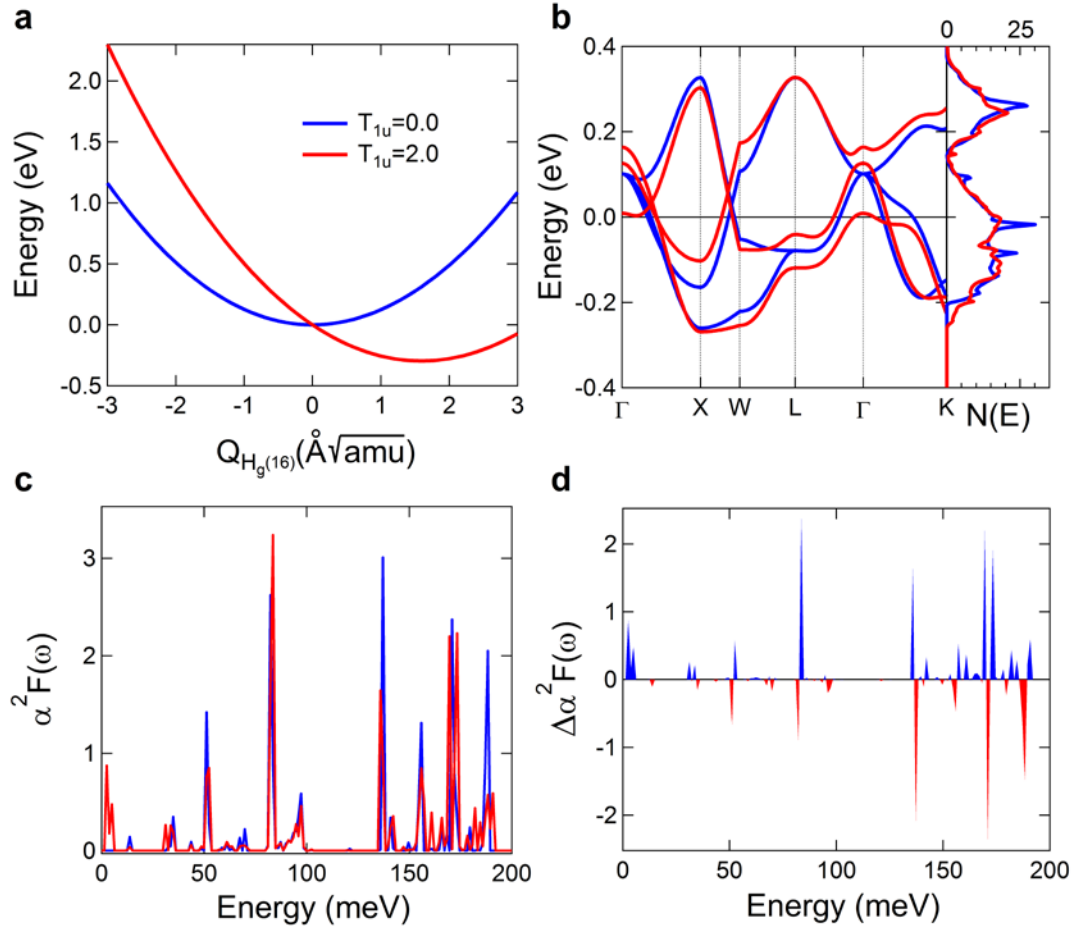 a
Energy (eV)
2.0
1.5
1.0
0.5
0.0
-0.5
T1u=0.0
T1u=2.0
-3 -2 -1 0 1 2 3
QHg(16)(Å√amu)
b
0 25
Energy (eV)
0.4
0.2
0.0
-0.2
-0.4
Γ X W L Γ K
N(E)
c
α²F(ω)
3
2
1
0
0 50 100 150 200
Energy (meV)
d
Δα²F(ω)
2
1
0
-1
-2
0 50 100 150 200
Energy (meV)